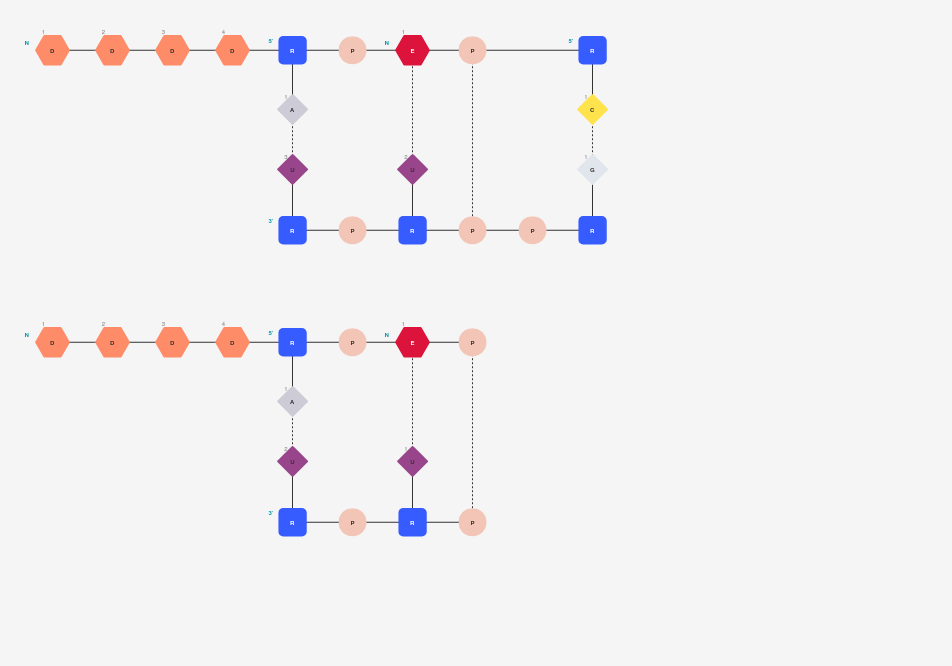 1 2 3 4 1
N D D D D 5' R P N E P 5' R
1 A 1 C
3 U 2 U 1 G
3' R P R P P R
1 2 3 4 1
N D D D D 5' R P N E P
1 A
2 U 1 U
3' R P R P